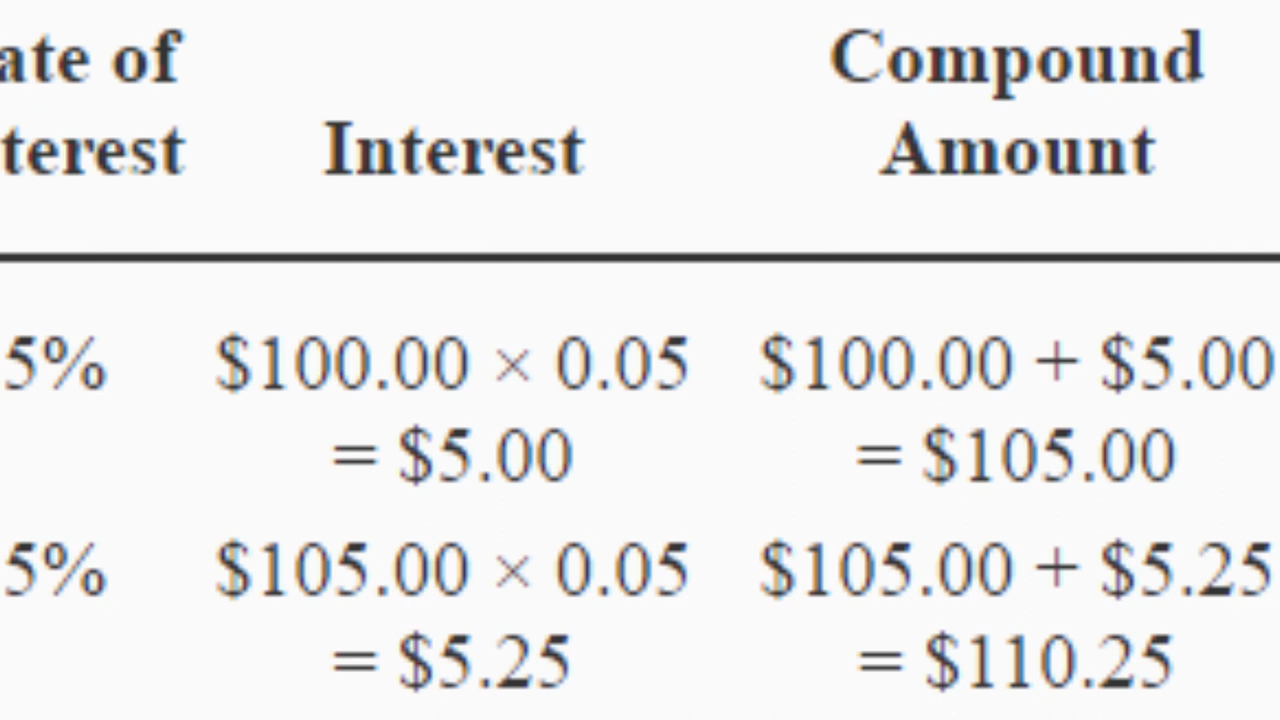 ate of Compound
terest Interest Amount
5% $100.00 × 0.05 $100.00 + $5.00
= $5.00 = $105.00
5% $105.00 × 0.05 $105.00 + $5.25
= $5.25 = $110.25